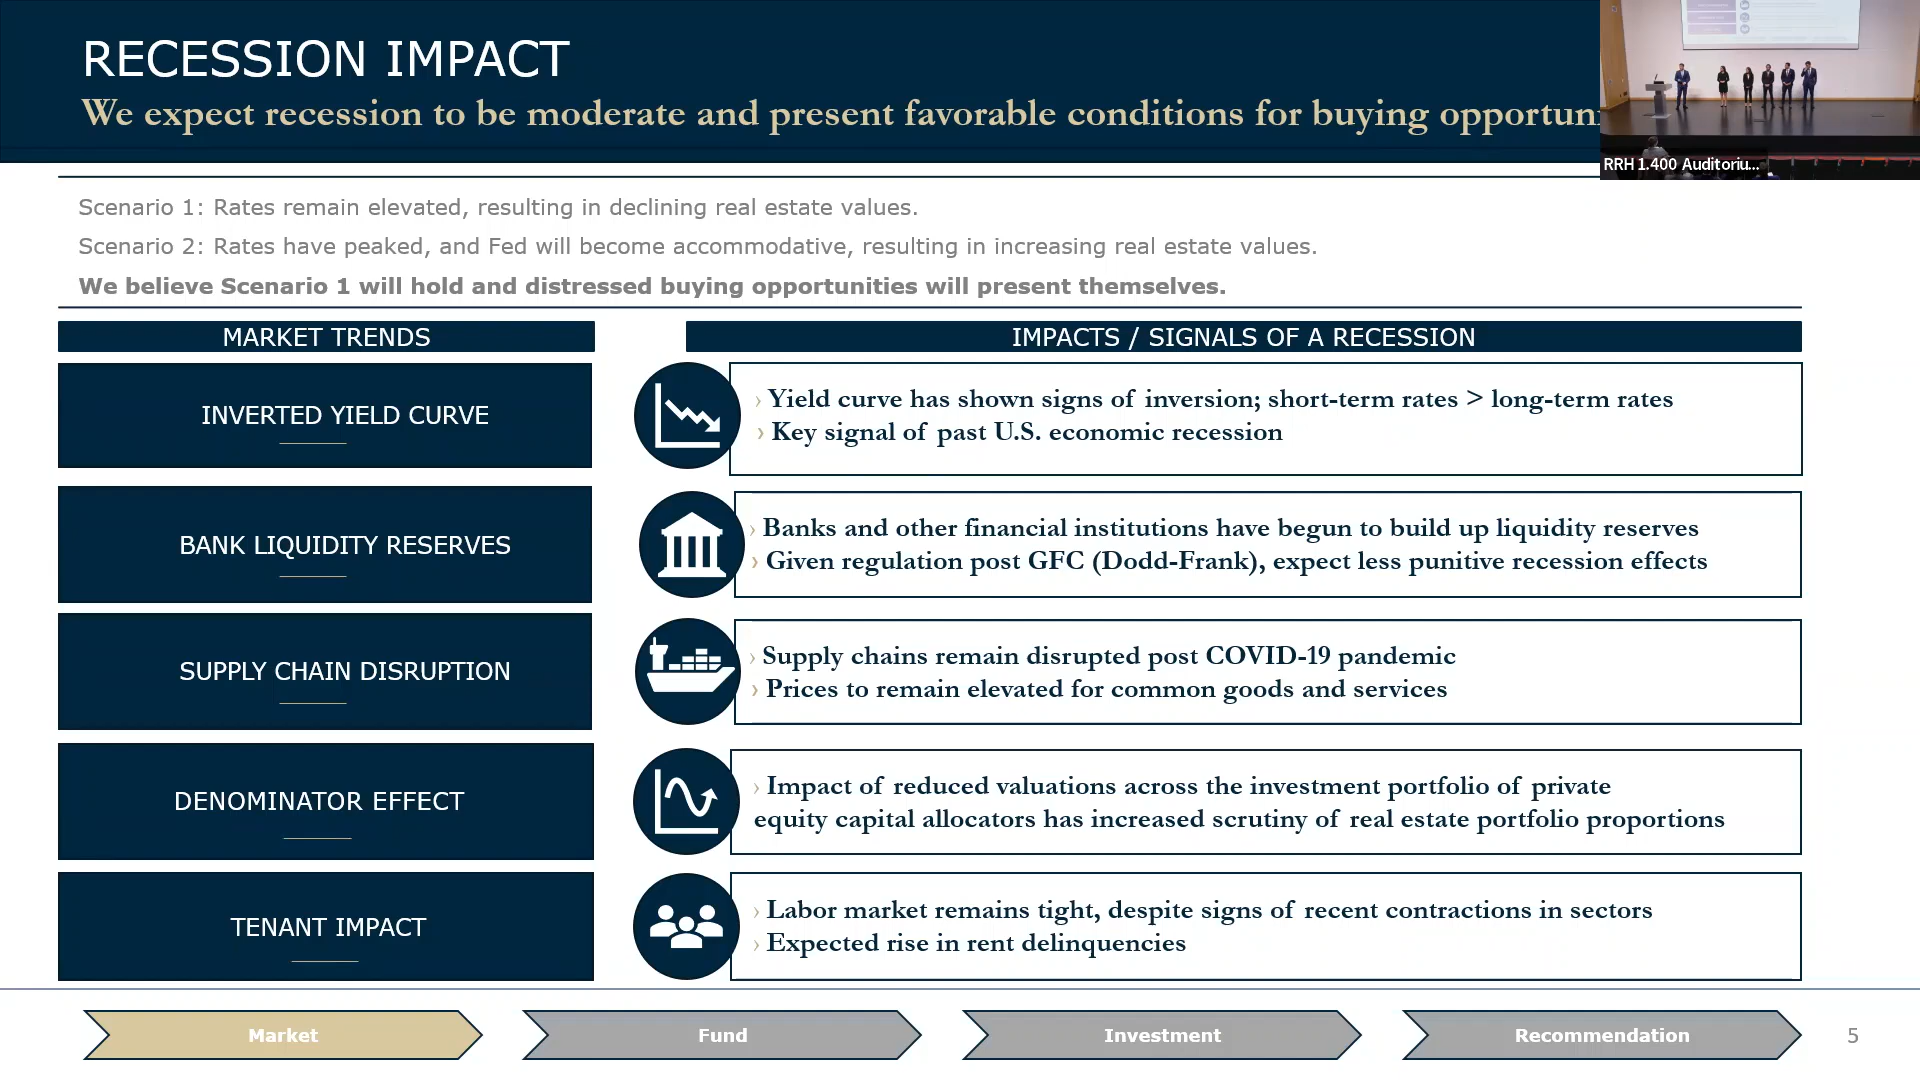 RECESSION IMPACT
We expect recession to be moderate and present favorable conditions for buying
RRH 1.400 Auditoriu...
Scenario 1: Rates remain elevated, resulting in declining real estate values.
Scenario 2: Rates have peaked, and Fed will become accommodative, resulting in increasing real estate values.
We believe Scenario 1 will hold and distressed buying opportunities will present themselves.
MARKET TRENDS
IMPACTS / SIGNALS OF A RECESSION
INVERTED YIELD CURVE
› Yield curve has shown signs of inversion; short-term rates > long-term rates
› Key signal of past U.S. economic recession
BANK LIQUIDITY RESERVES
› Banks and other financial institutions have begun to build up liquidity reserves
› Given regulation post GFC (Dodd-Frank), expect less punitive recession effects
SUPPLY CHAIN DISRUPTION
› Supply chains remain disrupted post COVID-19 pandemic
› Prices to remain elevated for common goods and services
DENOMINATOR EFFECT
› Impact of reduced valuations across the investment portfolio of private
equity capital allocators has increased scrutiny of real estate portfolio proportions
TENANT IMPACT
› Labor market remains tight, despite signs of recent contractions in sectors
› Expected rise in rent delinquencies
Market
Fund
Investment
Recommendation
5